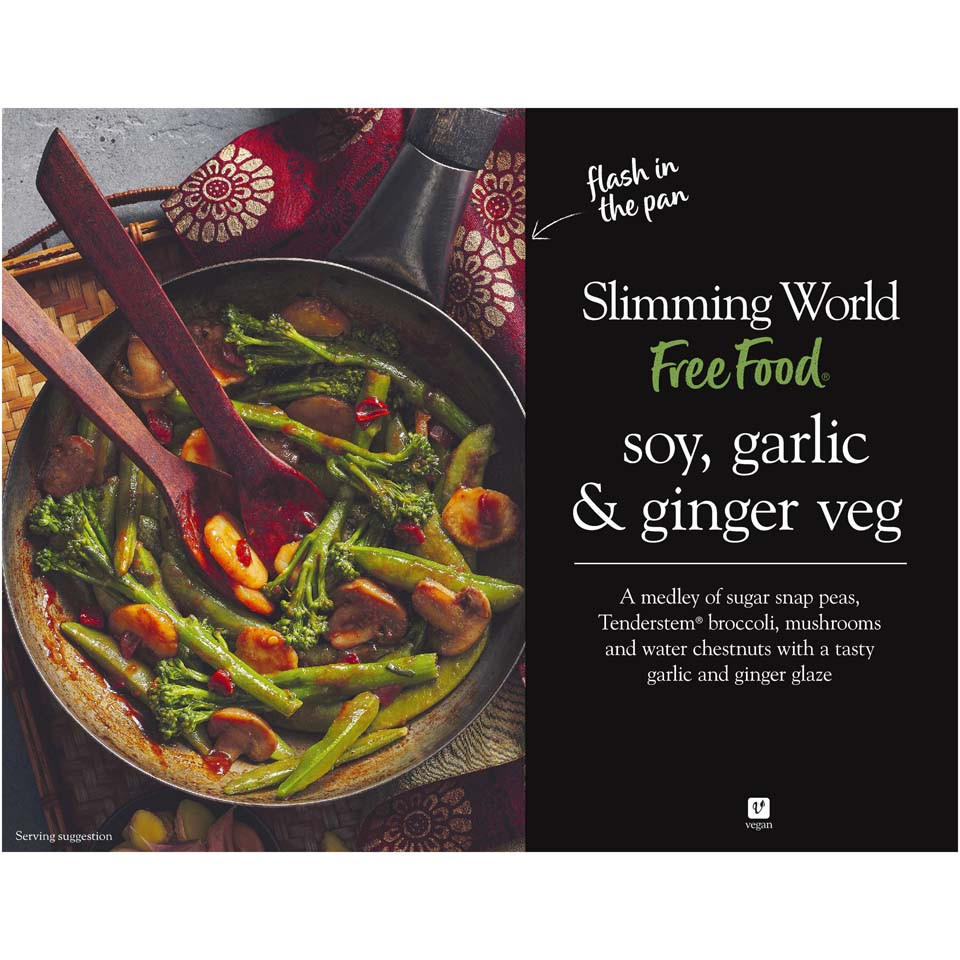 flash in
the pan
Slimming World
Free Food®
soy, garlic
& ginger veg
A medley of sugar snap peas,
Tenderstem® broccoli, mushrooms
and water chestnuts with a tasty
garlic and ginger glaze
V
vegan
Serving suggestion